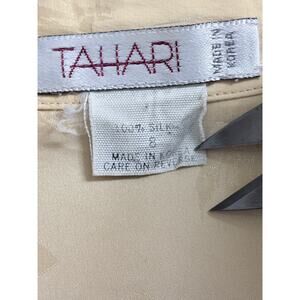 TAHARI
MADE IN
KOREA
100% SILK
8
MADE IN KOREA
CARE ON REVERSE